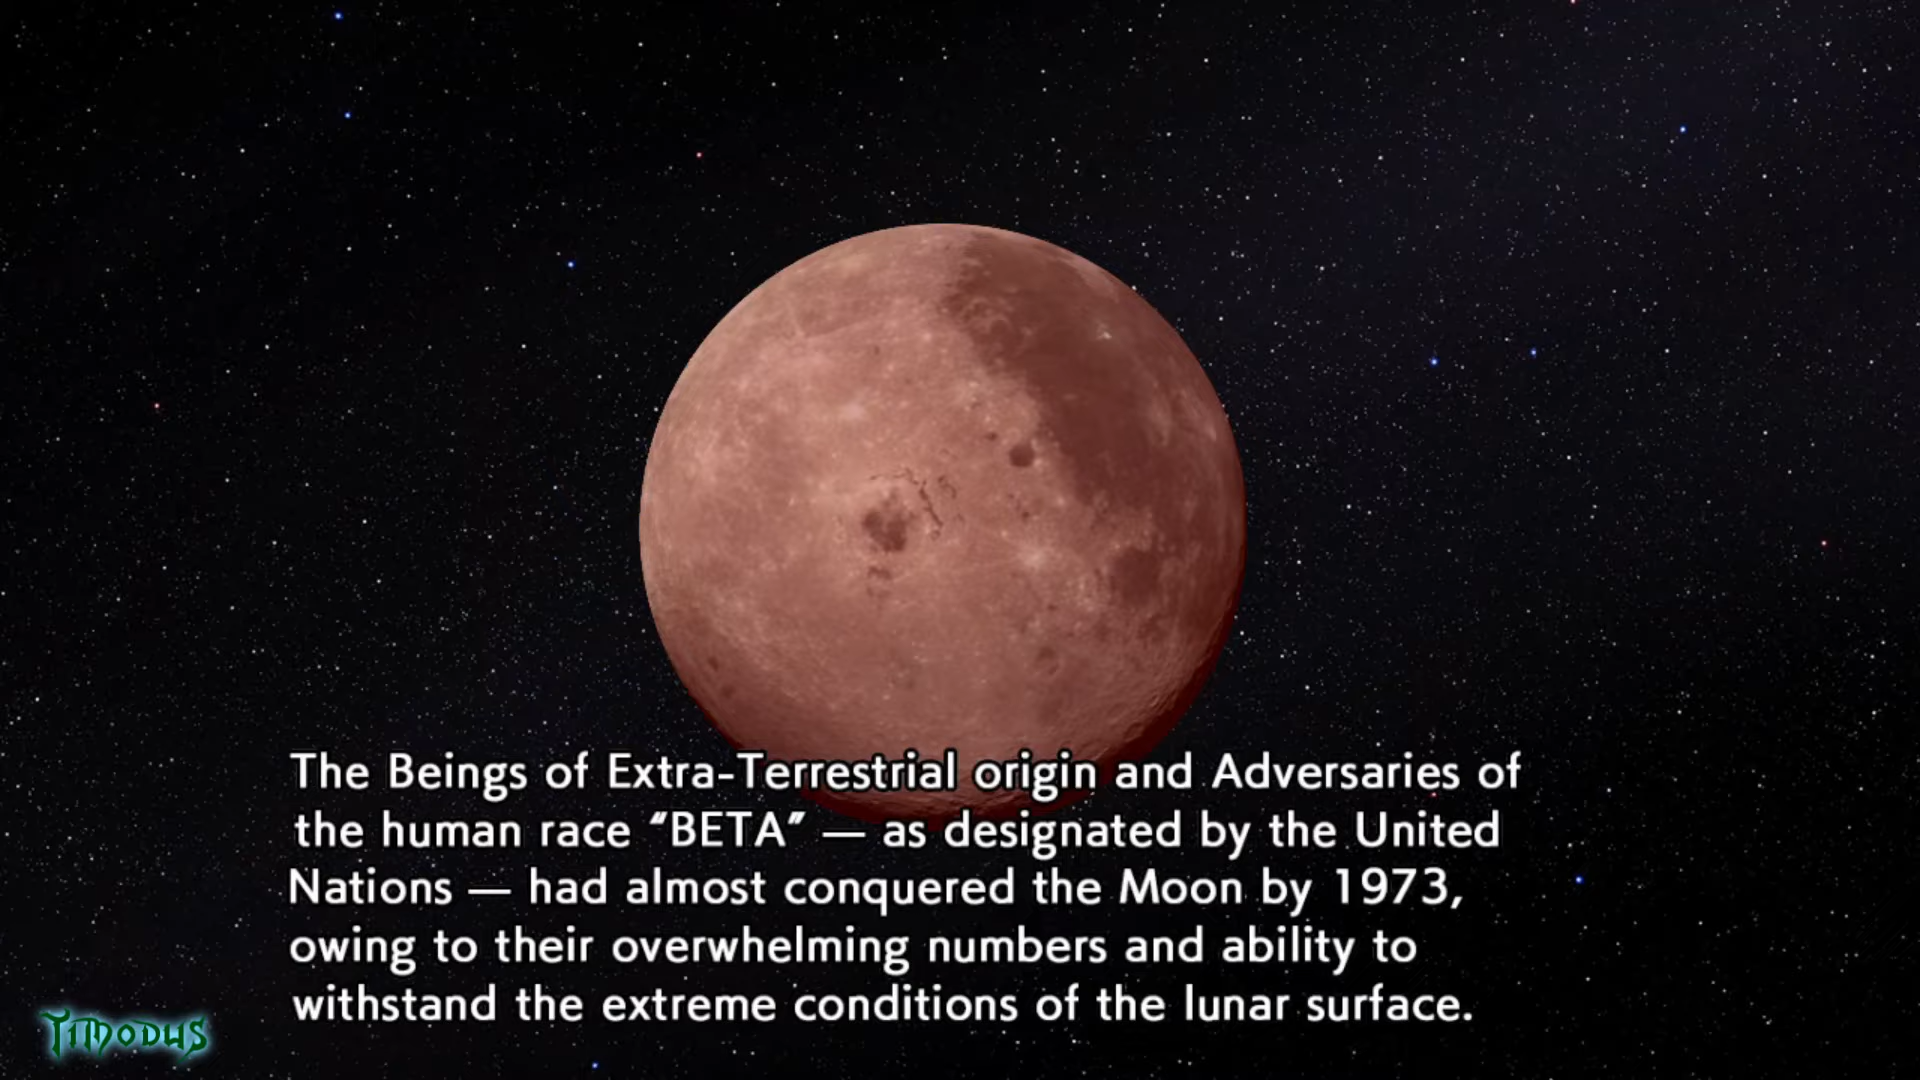 The Beings of Extra-Terrestrial origin and Adversaries of
the human race “BETA” — as designated by the United
Nations — had almost conquered the Moon by 1973,
owing to their overwhelming numbers and ability to
withstand the extreme conditions of the lunar surface.
TIMODUS